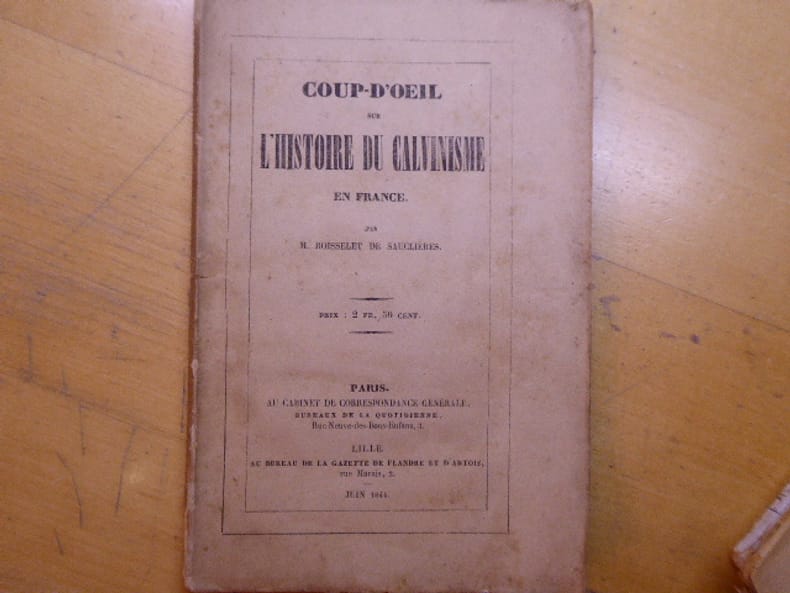 COUP-D'OEIL
SUR
L'HISTOIRE DU CALVINISME
EN FRANCE.
PAR
M. ROISSELET DE SAUCLIÈRES.
PRIX : 2 FR, 50 CENT.
PARIS.
AU CABINET DE CORRESPONDANCE GÉNÉRALE,
BUREAUX DE LA QUOTIDIENNE,
Rue Neuve-des-Bons-Enfans, 3.
LILLE
AU BUREAU DE LA GAZETTE DE FLANDRE ET D'ARTOIS,
rue Marais, 2.
JUIN 1844.